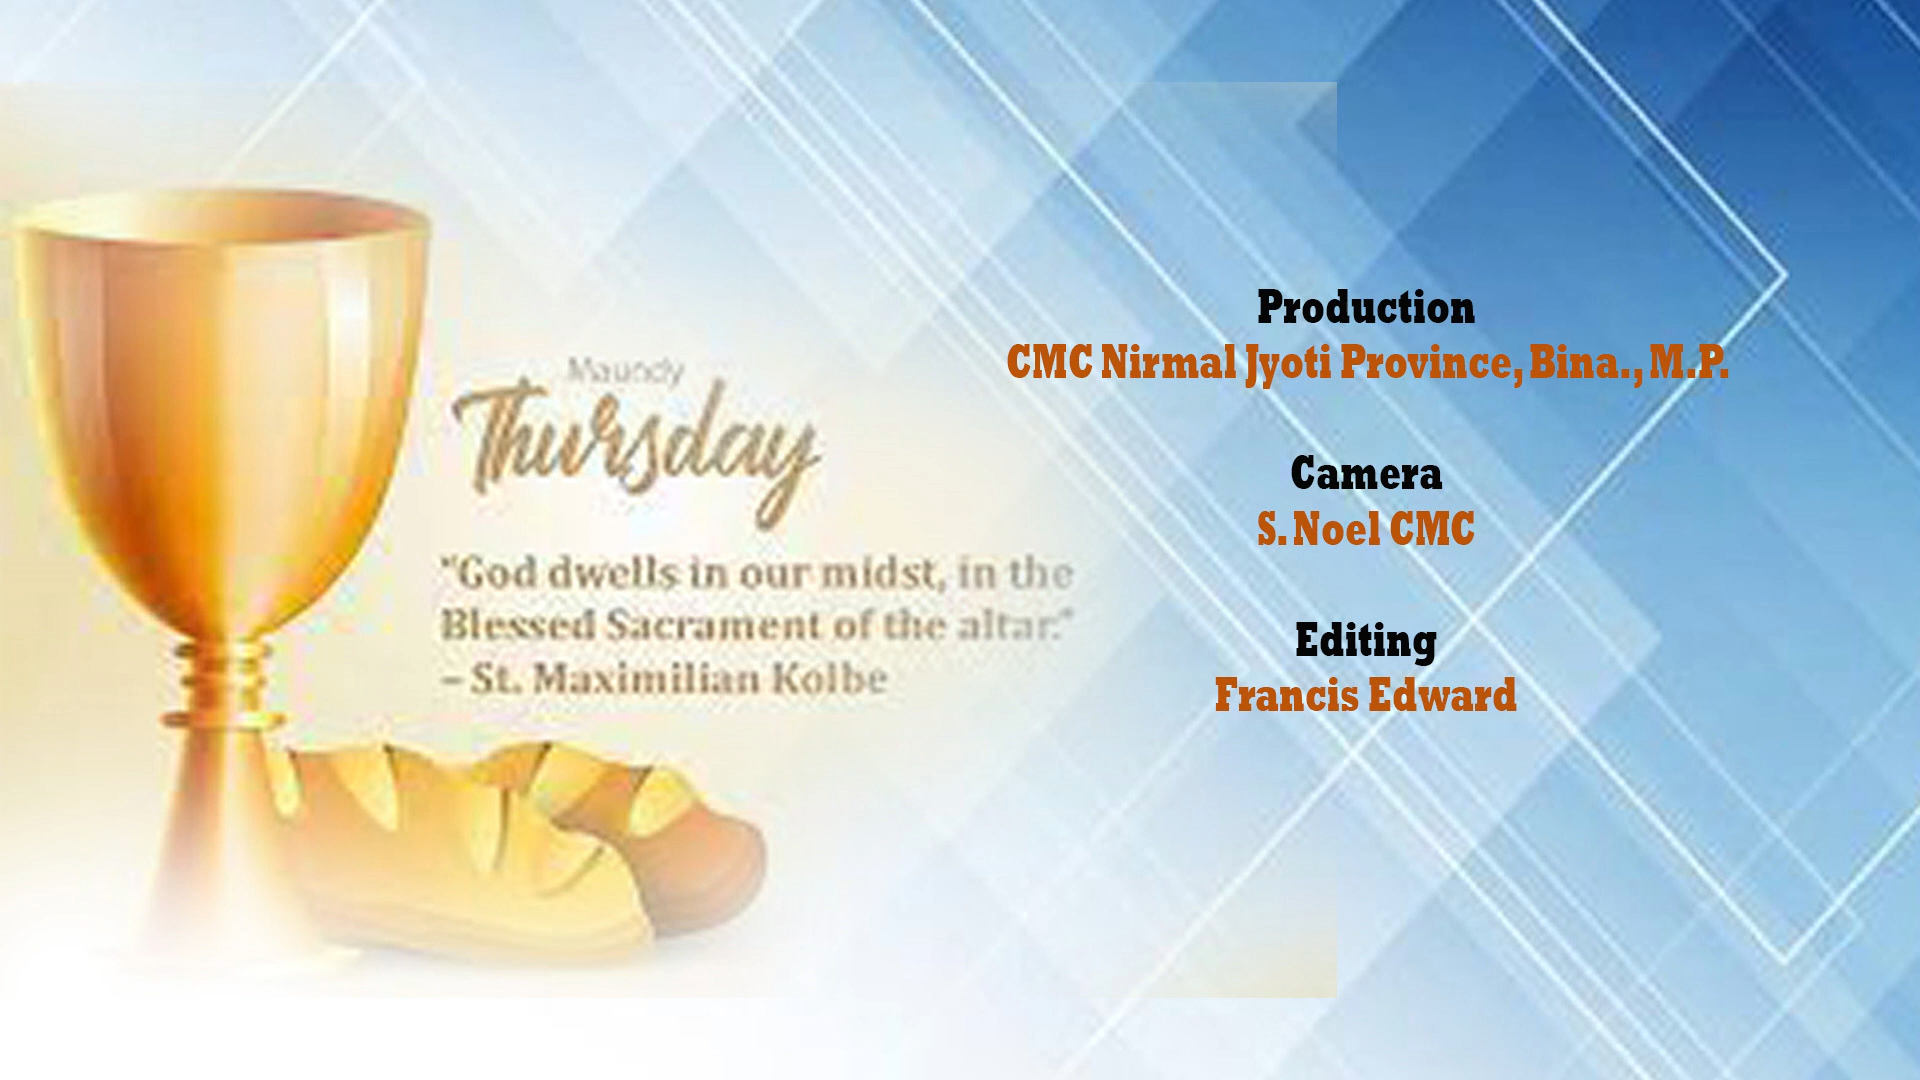 Maundy
Thursday
"God dwells in our midst, in the
Blessed Sacrament of the altar."
– St. Maximilian Kolbe
Production
CMC Nirmal Jyoti Province, Bina., M.P.
Camera
S. Noel CMC
Editing
Francis Edward